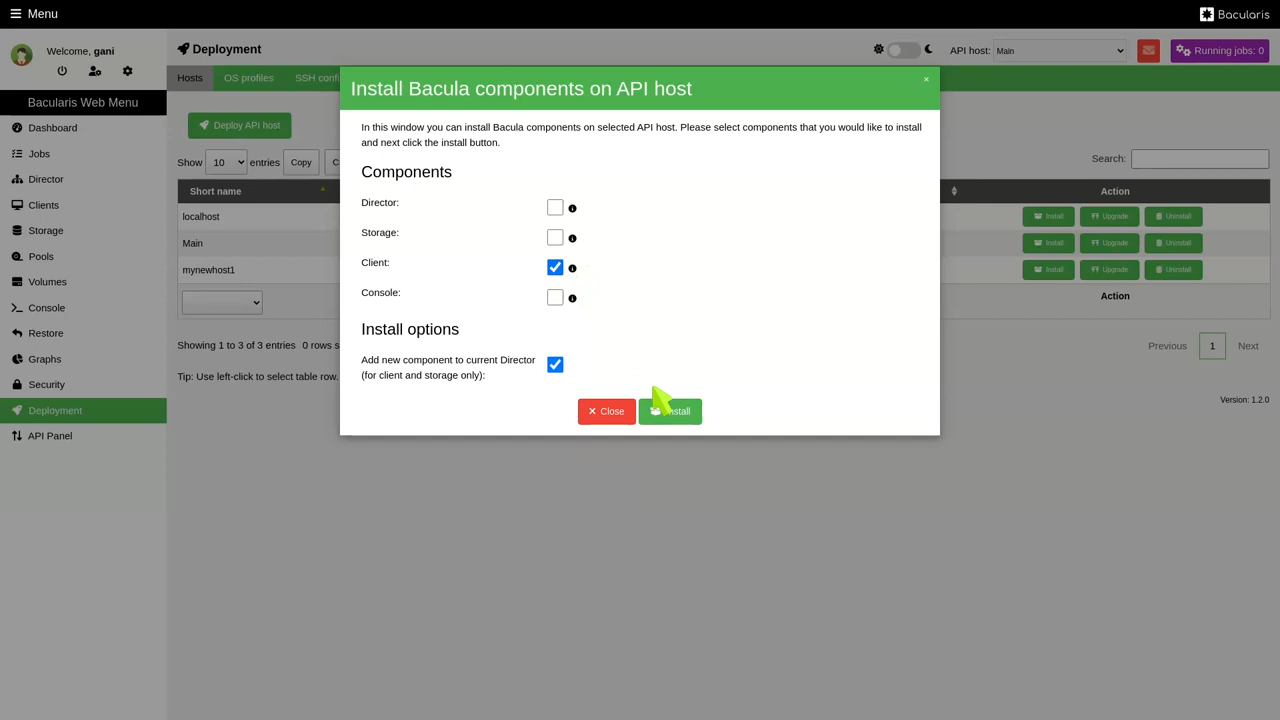 Menu
Bacularis
Welcome, gani
Deployment
API host: Main
Running jobs: 0
Hosts
OS profiles
SSH confi
Bacularis Web Menu
Dashboard
Jobs
Director
Clients
Storage
Pools
Volumes
Console
Restore
Graphs
Security
Deployment
API Panel
Deploy API host
Show 10 entries Copy
Search:
Short name
Action
localhost
Install Upgrade Uninstall
Main
Install Upgrade Uninstall
mynewhost1
Install Upgrade Uninstall
Action
Showing 1 to 3 of 3 entries 0 rows s
Previous 1 Next
Tip: Use left-click to select table row.
Version: 1.2.0
Install Bacula components on API host
×
In this window you can install Bacula components on selected API host. Please select components that you would like to install
and next click the install button.
Components
Director:
Storage:
Client:
Console:
Install options
Add new component to current Director
(for client and storage only):
Close